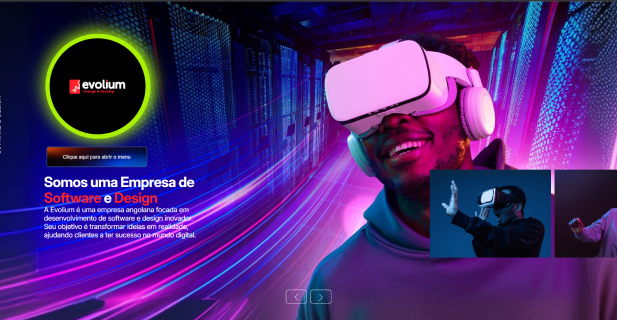 evolium
Clique aqui para abrir o menu
Somos uma Empresa de
Software e Design
A Evolium é uma empresa angolana focada em
desenvolvimento de software e design inovador.
Seu objetivo é transformar ideias em realidade,
ajudando clientes a ter sucesso no mundo digital.